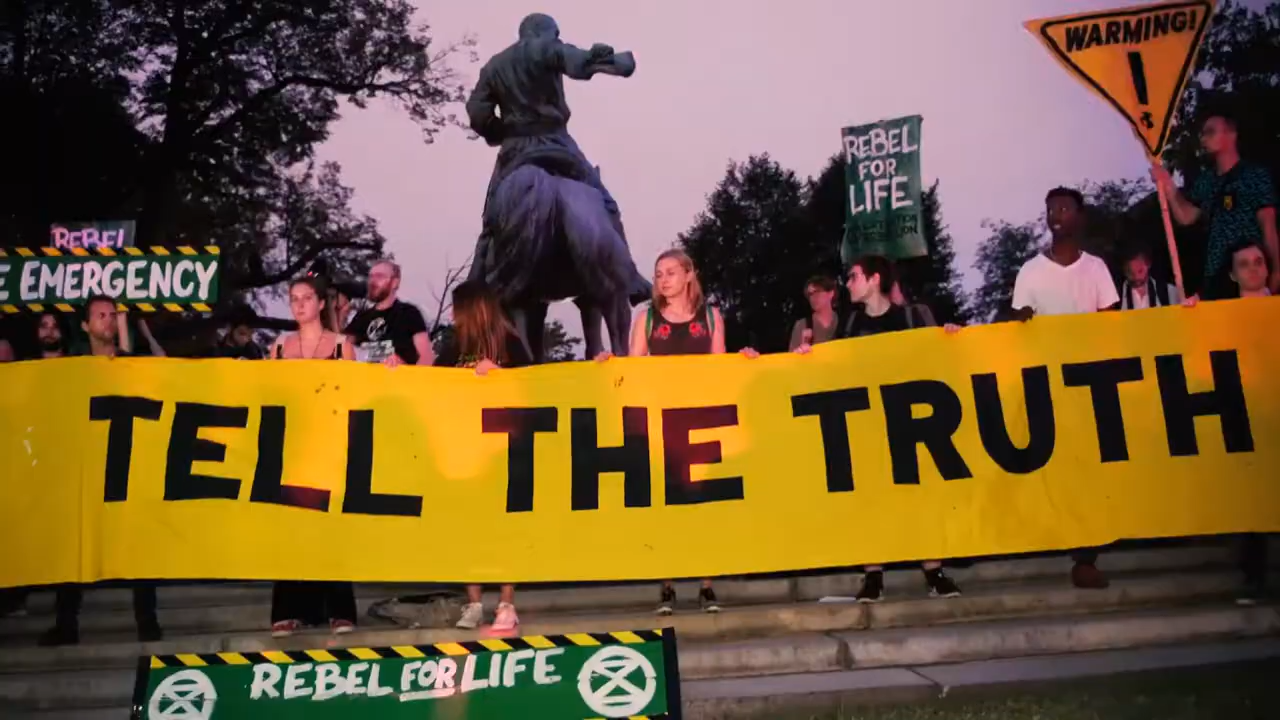 WARMING!
!
REBEL
FOR
LIFE
REBEL
E EMERGENCY
TELL THE TRUTH
REBEL FOR LIFE